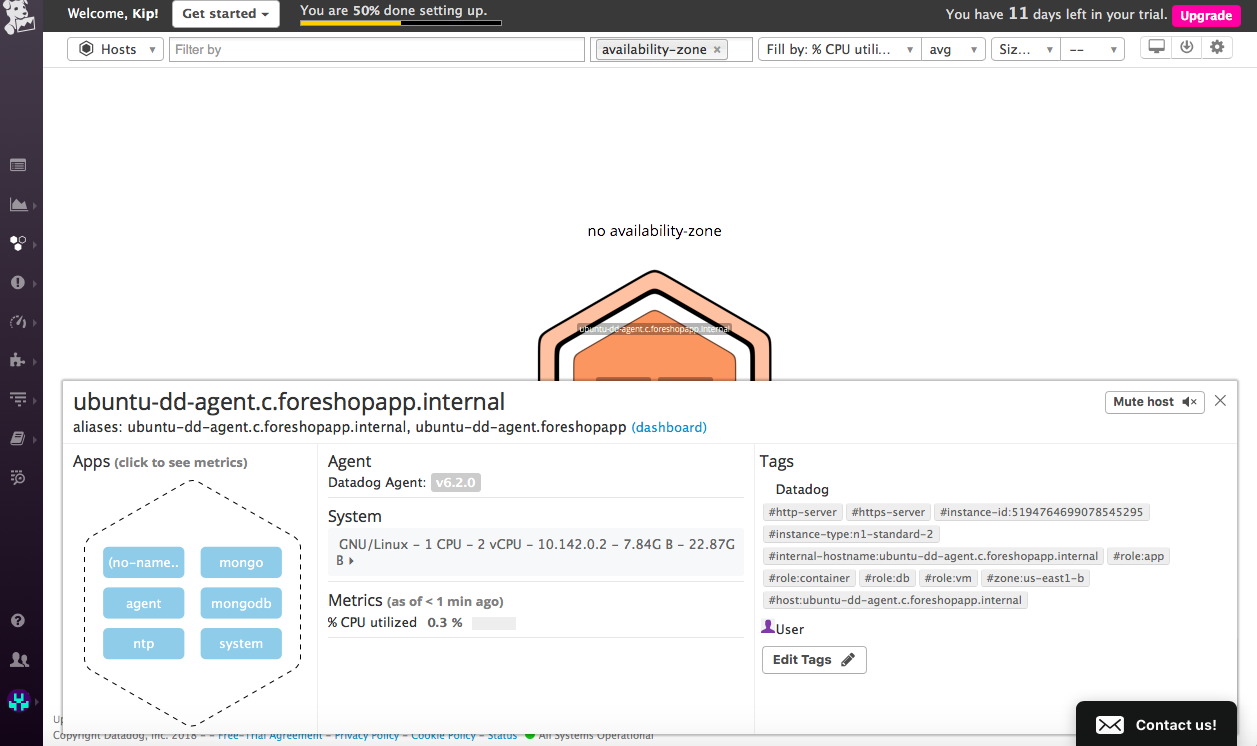 Welcome, Kip!
Get started
You are 50% done setting up.
You have 11 days left in your trial.
Upgrade
Hosts
Filter by
availability-zone ×
Fill by: % CPU utili...
avg
Siz...
--
no availability-zone
ubuntu-dd-agent.c.foreshopapp.internal
ubuntu-dd-agent.c.foreshopapp.internal
Mute host
aliases: ubuntu-dd-agent.c.foreshopapp.internal, ubuntu-dd-agent.foreshopapp (dashboard)
Apps (click to see metrics)
(no-name..
mongo
agent
mongodb
ntp
system
Agent
Datadog Agent: v6.2.0
System
GNU/Linux – 1 CPU – 2 vCPU – 10.142.0.2 – 7.84G B – 22.87G
B
Metrics (as of < 1 min ago)
% CPU utilized 0.3 %
Tags
Datadog
#http-server #https-server #instance-id:5194764699078545295
#instance-type:n1-standard-2
#internal-hostname:ubuntu-dd-agent.c.foreshopapp.internal #role:app
#role:container #role:db #role:vm #zone:us-east1-b
#host:ubuntu-dd-agent.c.foreshopapp.internal
User
Edit Tags
Contact us!
Up
Copyright Datadog, Inc. 2018 - - Free-Trial Agreement - Privacy Policy - Cookie Policy - Status All Systems Operational